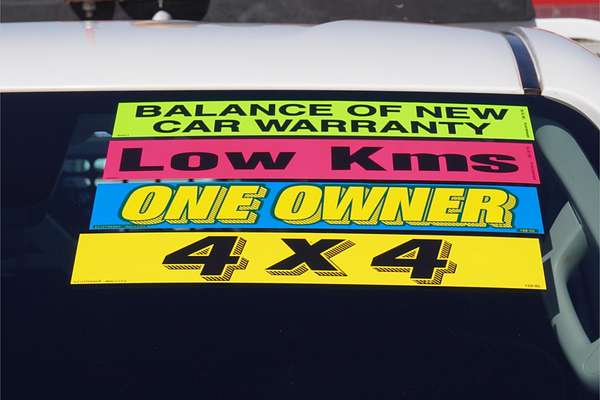 BALANCE OF NEW
CAR WARRANTY
Low Kms
ONE OWNER
4 X 4